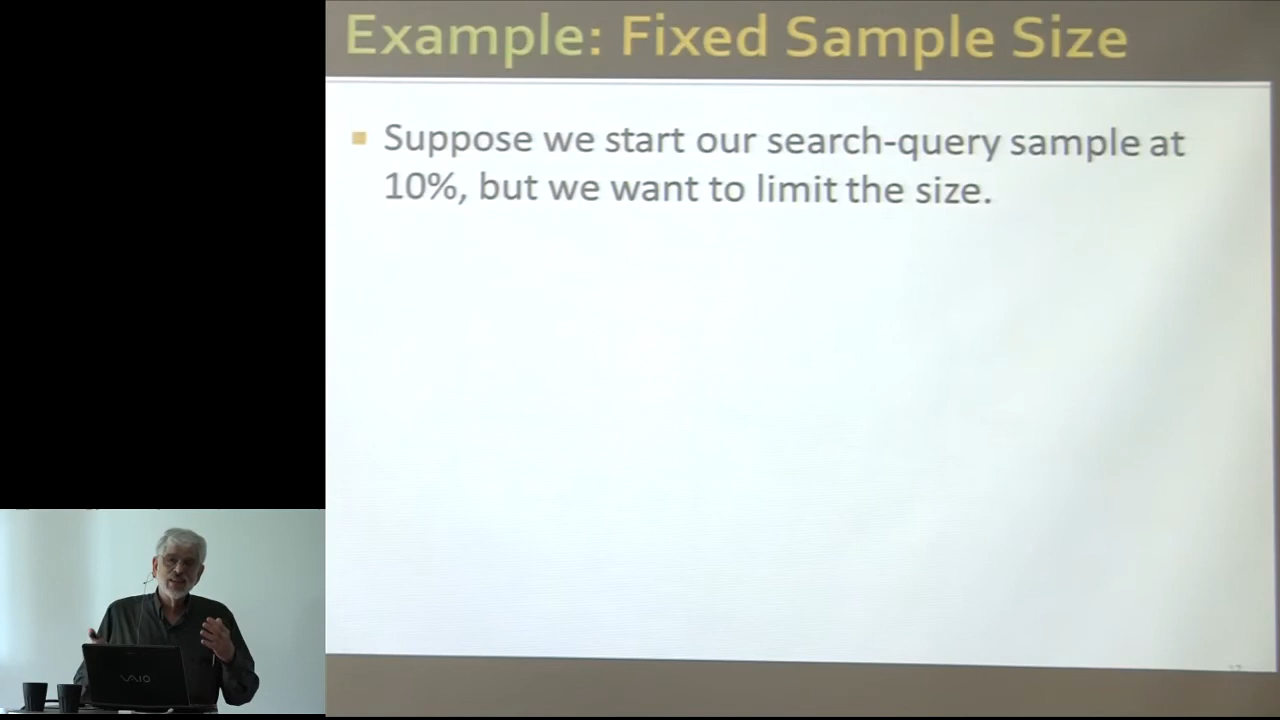 Example: Fixed Sample Size
Suppose we start our search-query sample at
10%, but we want to limit the size.
VAIO